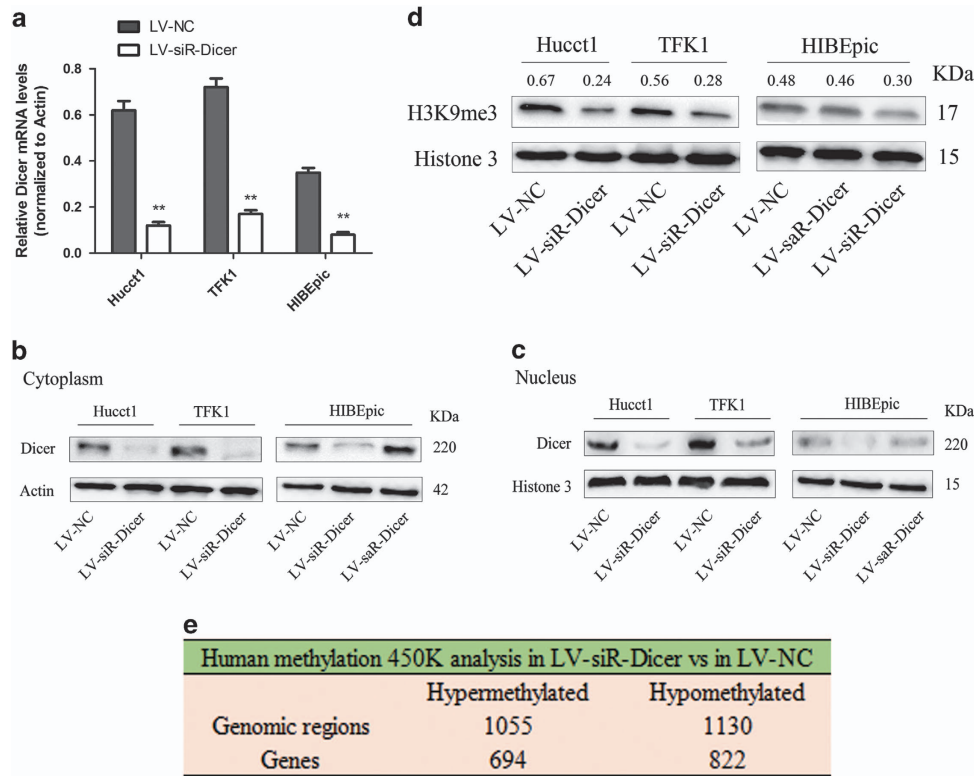 a
LV-NC
LV-siR-Dicer
Relative Dicer mRNA levels
(normalized to Actin)
0.8
0.6
0.4
0.2
0.0
**
**
**
Hucct1
TFK1
HIBEpic
d
Hucct1 TFK1 HIBEpic
0.67 0.24 0.56 0.28 0.48 0.46 0.30 KDa
H3K9me3 17
Histone 3 15
LV-NC LV-siR-Dicer LV-NC LV-siR-Dicer LV-NC LV-saR-Dicer LV-siR-Dicer
b
Cytoplasm
Hucct1 TFK1 HIBEpic KDa
Dicer 220
Actin 42
LV-NC LV-siR-Dicer LV-NC LV-siR-Dicer LV-NC LV-siR-Dicer LV-saR-Dicer
c
Nucleus
Hucct1 TFK1 HIBEpic KDa
Dicer 220
Histone 3 15
LV-NC LV-siR-Dicer LV-NC LV-siR-Dicer LV-NC LV-siR-Dicer LV-saR-Dicer
e
Human methylation 450K analysis in LV-siR-Dicer vs in LV-NC
Hypermethylated Hypomethylated
Genomic regions 1055 1130
Genes 694 822